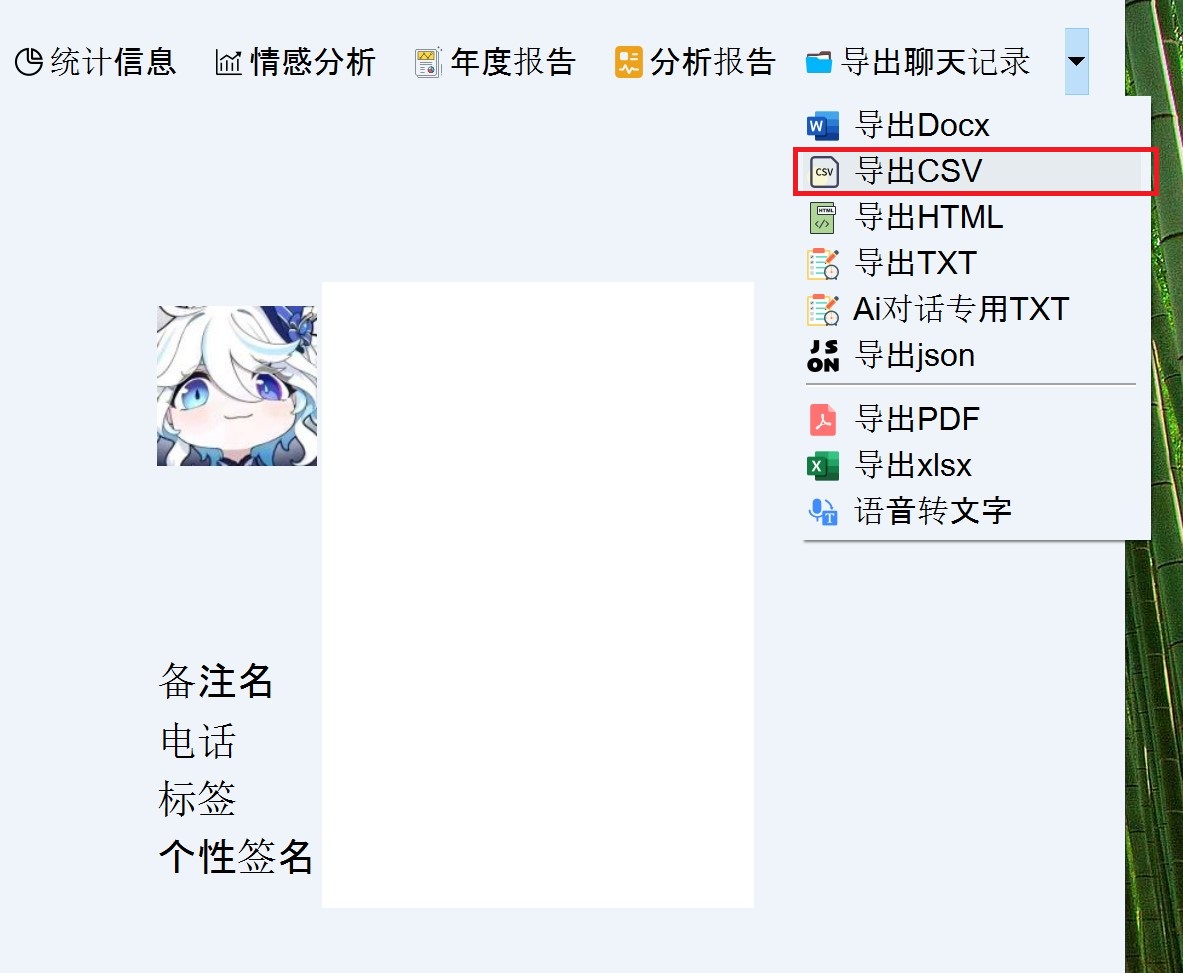 统计信息 情感分析 年度报告 分析报告 导出聊天记录
W 导出Docx
CSV 导出CSV
HTML 导出HTML
导出TXT
Ai对话专用TXT
JSON 导出json
导出PDF
X 导出xlsx
T 语音转文字
备注名
电话
标签
个性签名